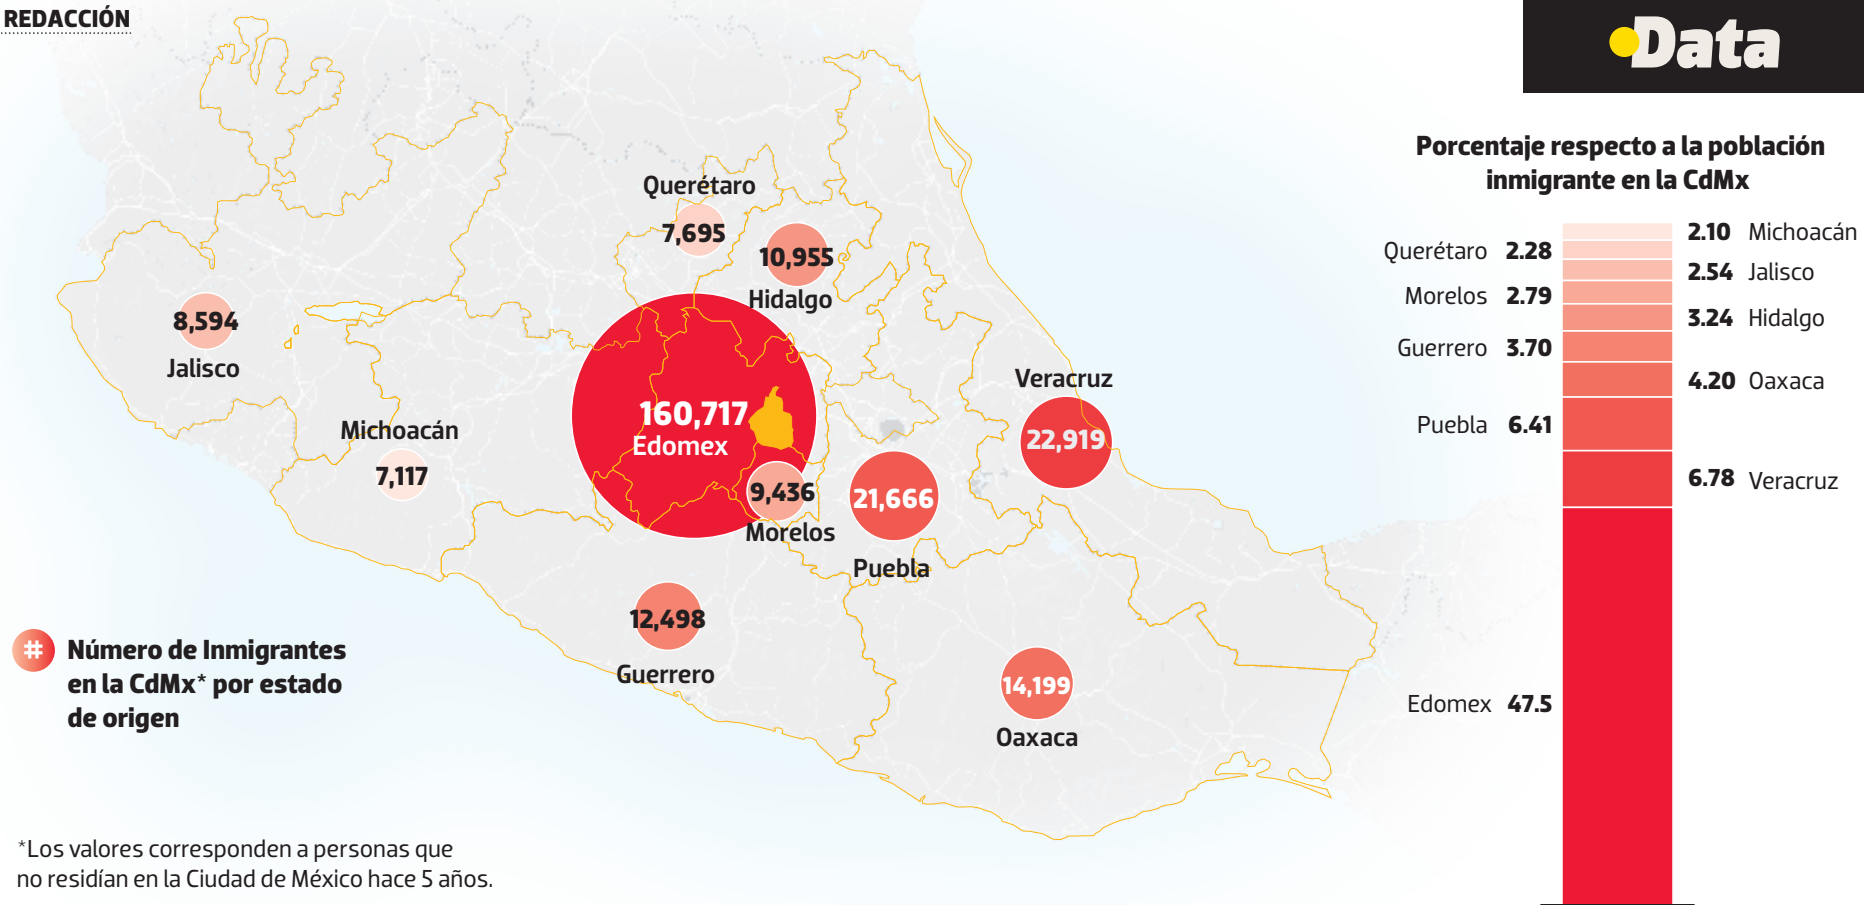 REDACCIÓN
Data
Querétaro
7,695
10,955
Hidalgo
8,594
Jalisco
160,717
Edomex
Veracruz
22,919
Michoacán
7,117
9,436
Morelos
21,666
Puebla
12,498
Guerrero
14,199
Oaxaca
# Número de Inmigrantes
en la CdMx* por estado
de origen
*Los valores corresponden a personas que
no residían en la Ciudad de México hace 5 años.
Porcentaje respecto a la población
inmigrante en la CdMx
2.10 Michoacán
Querétaro 2.28
2.54 Jalisco
Morelos 2.79
3.24 Hidalgo
Guerrero 3.70
4.20 Oaxaca
Puebla 6.41
6.78 Veracruz
Edomex 47.5